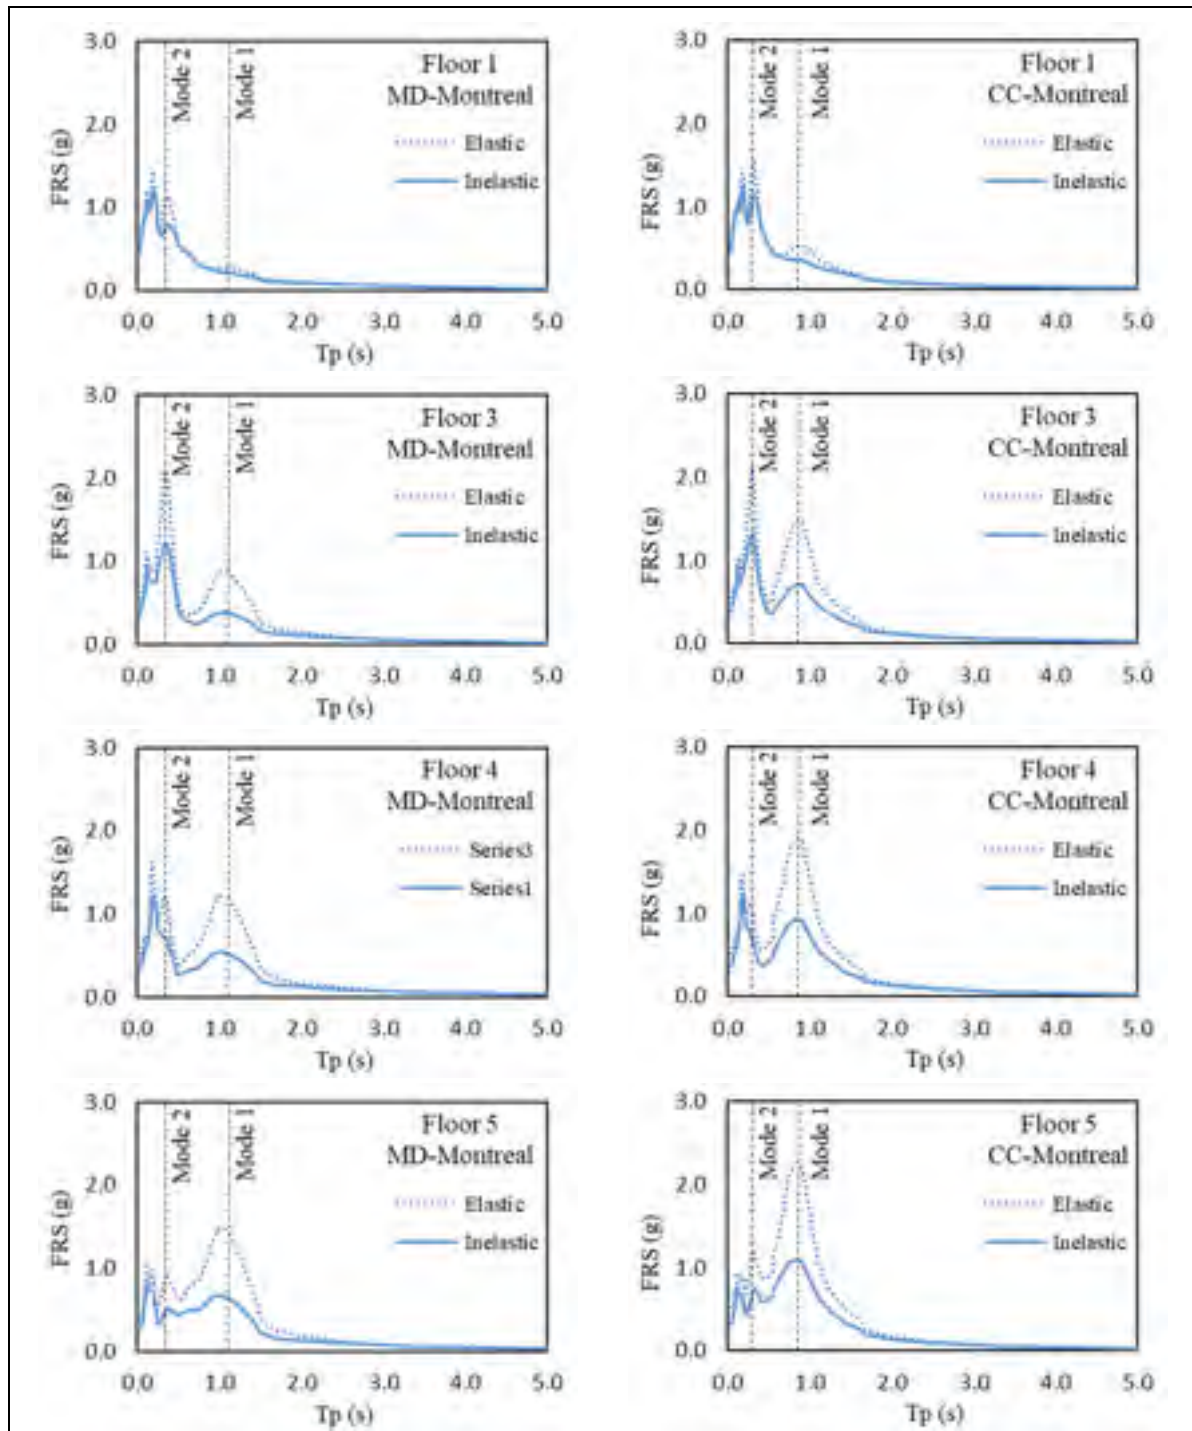 3.0
2.0
1.0
0.0
FRS (g)
Mode 2
Mode 1
Floor 1
MD-Montreal
Elastic
Inelastic
0.0 1.0 2.0 3.0 4.0 5.0
Tp (s)
3.0
2.0
1.0
0.0
FRS (g)
Mode 2
Mode 1
Floor 1
CC-Montreal
Elastic
Inelastic
0.0 1.0 2.0 3.0 4.0 5.0
Tp (s)
3.0
2.0
1.0
0.0
FRS (g)
Mode 2
Mode 1
Floor 3
MD-Montreal
Elastic
Inelastic
0.0 1.0 2.0 3.0 4.0 5.0
Tp (s)
3.0
2.0
1.0
0.0
FRS (g)
Mode 2
Mode 1
Floor 3
CC-Montreal
Elastic
Inelastic
0.0 1.0 2.0 3.0 4.0 5.0
Tp (s)
3.0
2.0
1.0
0.0
FRS (g)
Mode 2
Mode 1
Floor 4
MD-Montreal
Series3
Series1
0.0 1.0 2.0 3.0 4.0 5.0
Tp (s)
3.0
2.0
1.0
0.0
FRS (g)
Mode 2
Mode 1
Floor 4
CC-Montreal
Elastic
Inelastic
0.0 1.0 2.0 3.0 4.0 5.0
Tp (s)
3.0
2.0
1.0
0.0
FRS (g)
Mode 2
Mode 1
Floor 5
MD-Montreal
Elastic
Inelastic
0.0 1.0 2.0 3.0 4.0 5.0
Tp (s)
3.0
2.0
1.0
0.0
FRS (g)
Mode 2
Mode 1
Floor 5
CC-Montreal
Elastic
Inelastic
0.0 1.0 2.0 3.0 4.0 5.0
Tp (s)